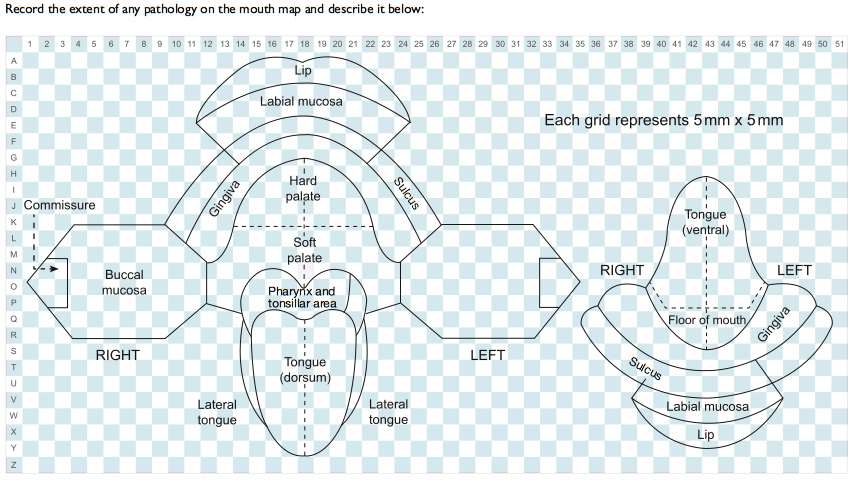 Record the extent of any pathology on the mouth map and describe it below:
1 2 3 4 5 6 7 8 9 10 11 12 13 14 15 16 17 18 19 20 21 22 23 24 25 26 27 28 29 30 31 32 33 34 35 36 37 38 39 40 41 42 43 44 45 46 47 48 49 50 51
A
B
C
D
E
F
G
H
I
J
K
L
M
N
O
P
Q
R
S
T
U
V
W
X
Y
Z
Lip
Labial mucosa
Each grid represents 5mm x 5mm
Gingiva
Hard
palate
Sulcus
Commissure
Soft
palate
Buccal
mucosa
Pharynx and
tonsillar area
RIGHT
LEFT
Tongue
(dorsum)
Lateral
tongue
Lateral
tongue
Tongue
(ventral)
RIGHT
LEFT
Floor of mouth
Gingiva
Sulcus
Labial mucosa
Lip